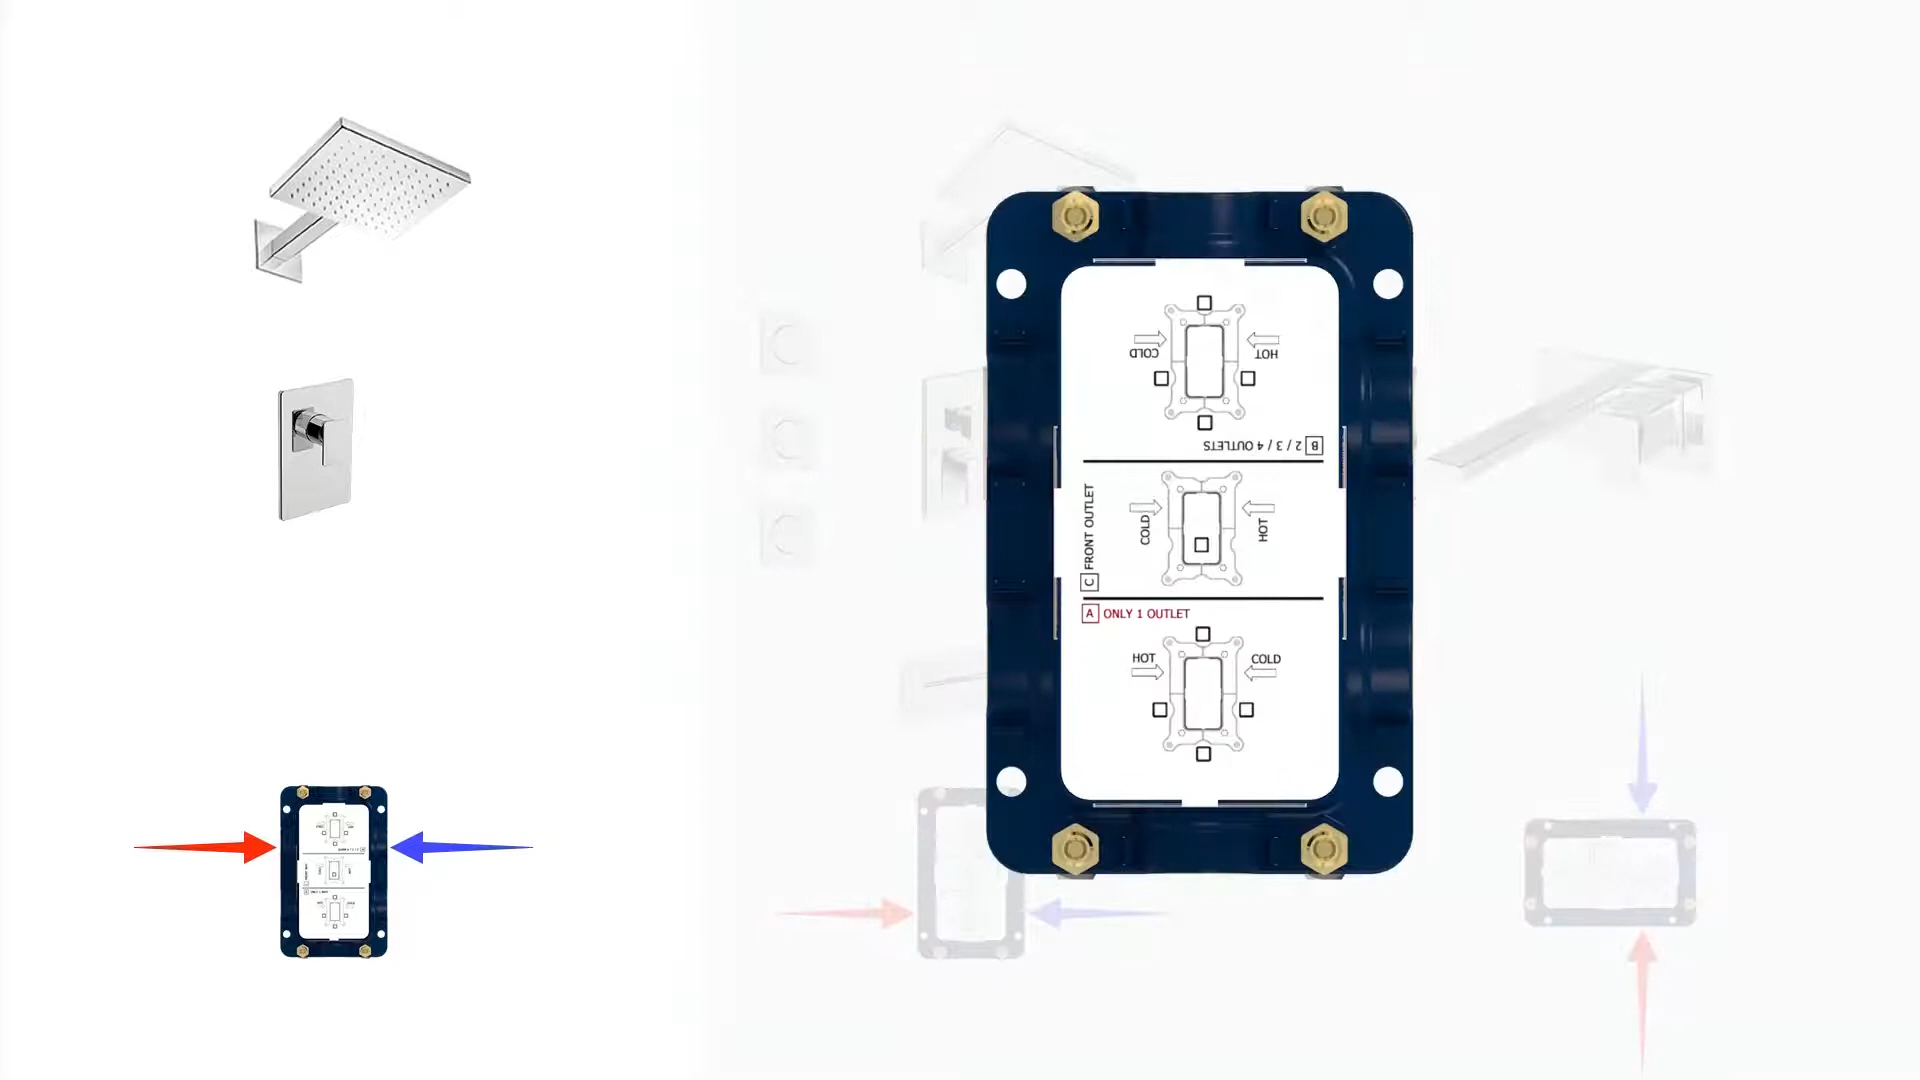 COLD HOT
B 2 / 3 / 4 OUTLETS
C FRONT OUTLET
COLD HOT
A ONLY 1 OUTLET
HOT COLD